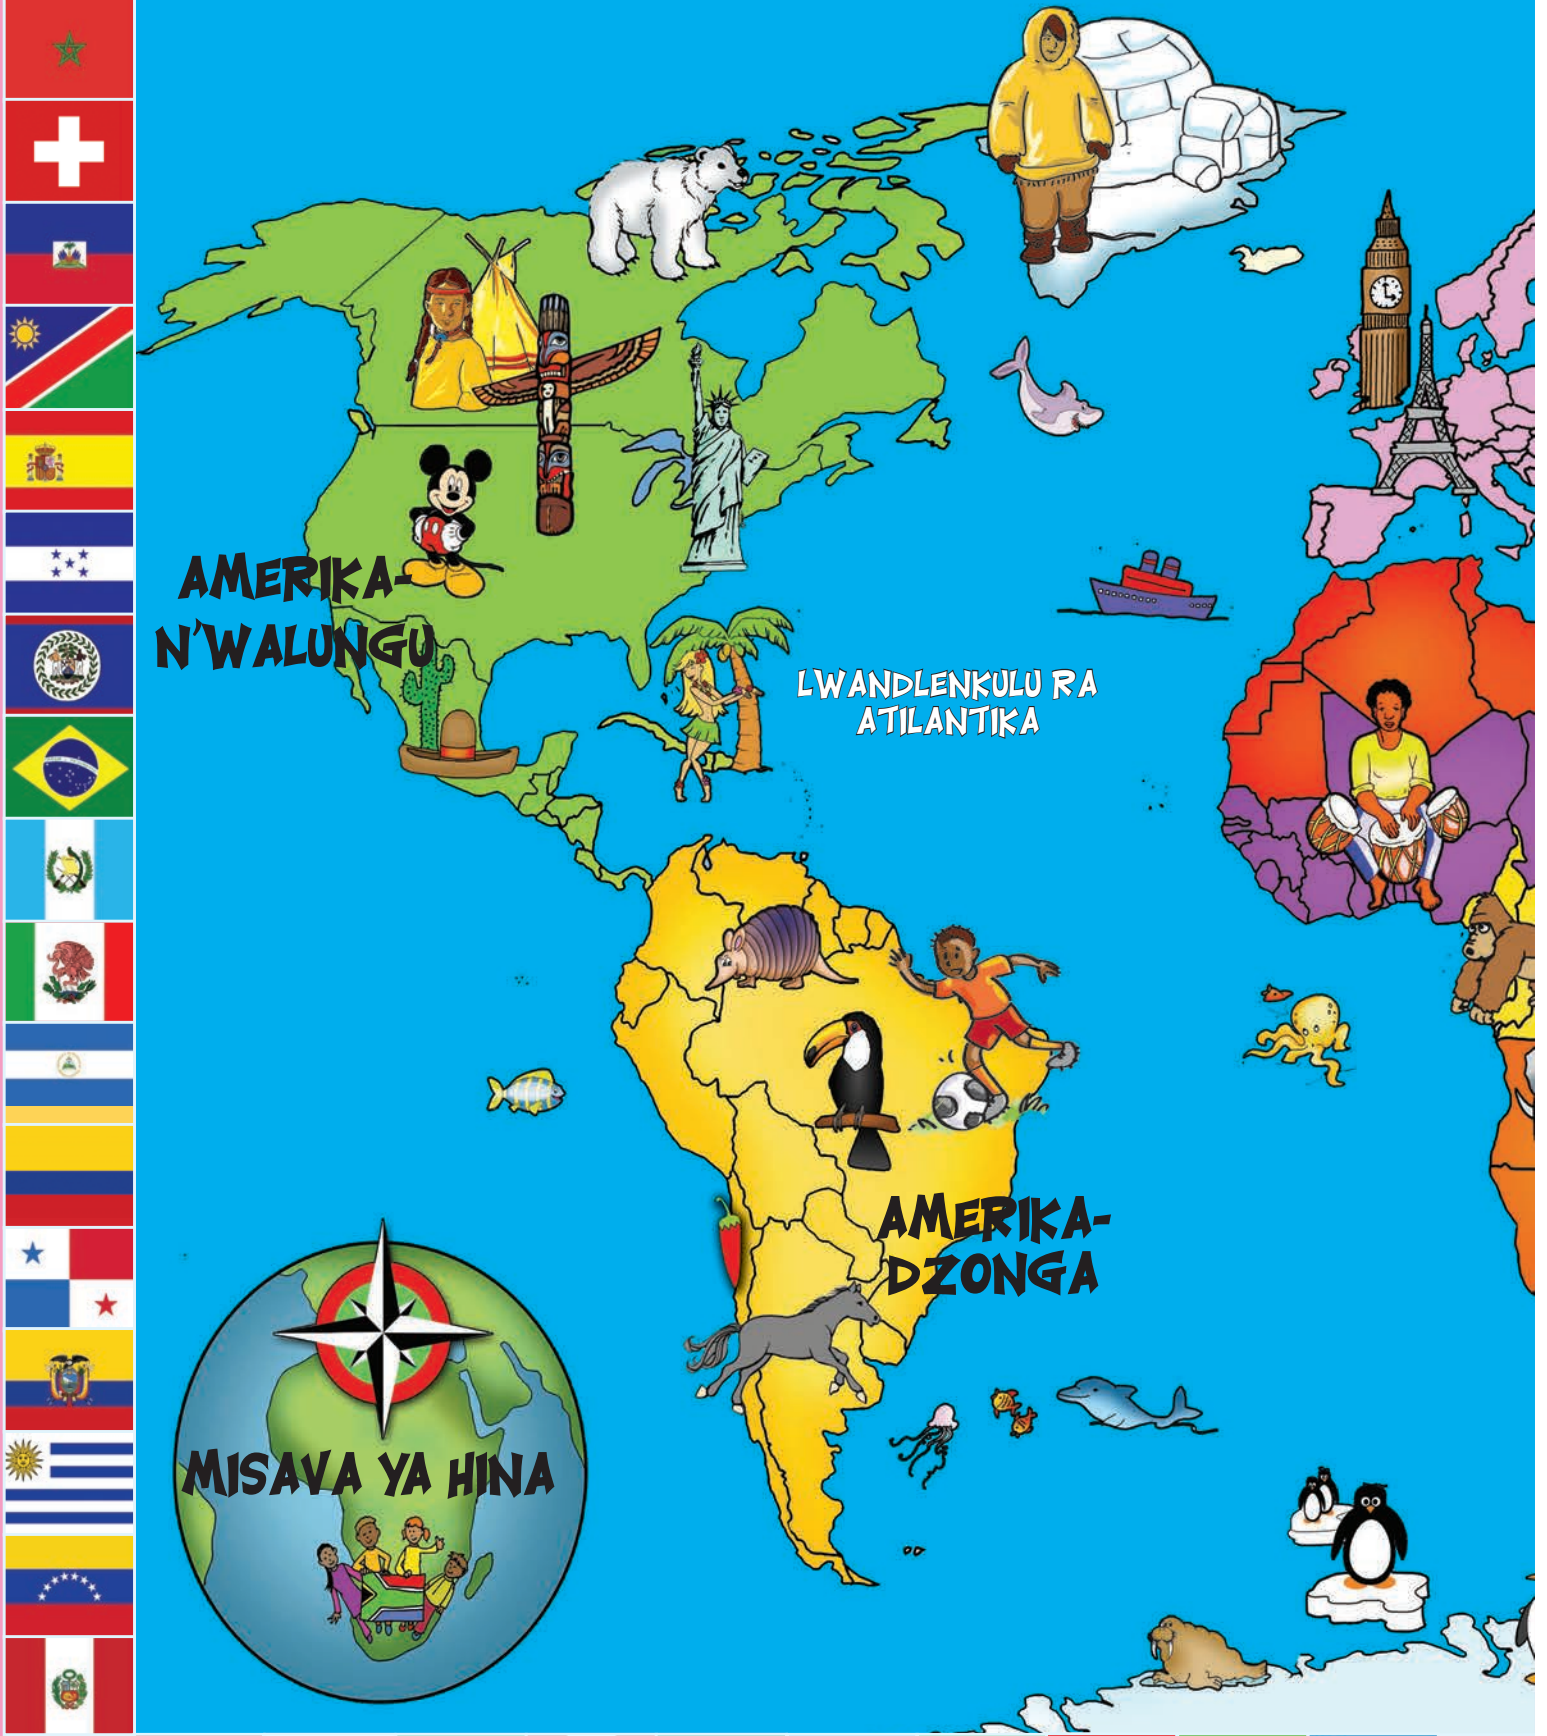 AMERIKA-
N'WALUNGU
LWANDLENKULU RA
ATILANTIKA
AMERIKA-
DZONGA
MISAVA YA HINA